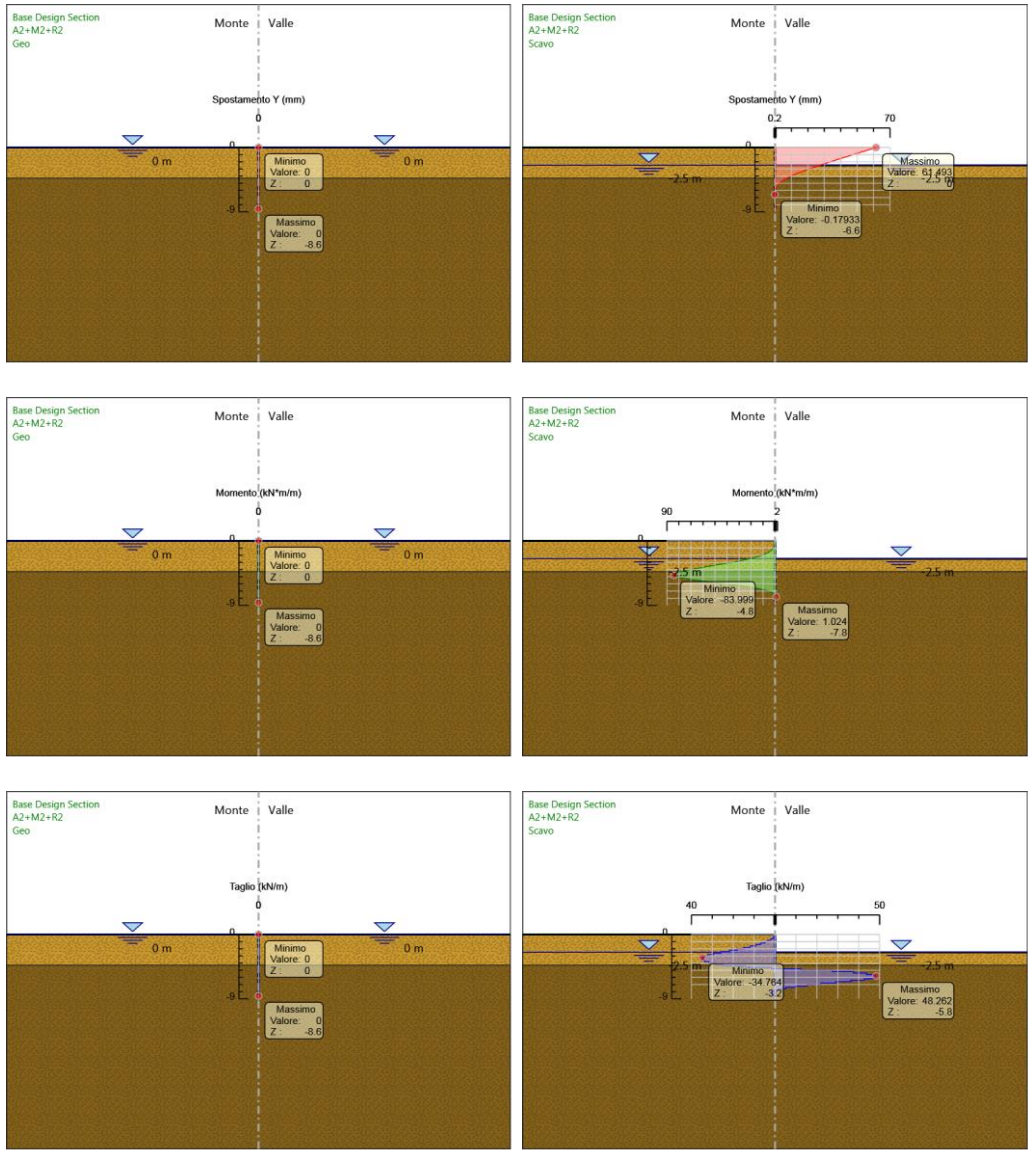 Base Design Section
A2+M2+R2
Geo
Monte Valle
Spostamento Y (mm)
0
0
0 m
0 m
Minimo
Valore: 0
Z : 0
-9
Massimo
Valore: 0
Z : -8.6
Base Design Section
A2+M2+R2
Scavo
Monte Valle
Spostamento Y (mm)
0.2 70
0
-2.5 m
Massimo
Valore: 61.493
Z : 0
-2.5 m
-9
Minimo
Valore: -0.17933
Z : -6.6
Base Design Section
A2+M2+R2
Geo
Monte Valle
Momento (kN*m/m)
0
0
0 m
0 m
Minimo
Valore: 0
Z : 0
-9
Massimo
Valore: 0
Z : -8.6
Base Design Section
A2+M2+R2
Scavo
Monte Valle
Momento (kN*m/m)
90 2
0
-2.5 m
-2.5 m
Minimo
Valore: -83.999
Z : -4.8
-9
Massimo
Valore: 1.024
Z : -7.8
Base Design Section
A2+M2+R2
Geo
Monte Valle
Taglio (kN/m)
0
0
0 m
0 m
Minimo
Valore: 0
Z : 0
-9
Massimo
Valore: 0
Z : -8.6
Base Design Section
A2+M2+R2
Scavo
Monte Valle
Taglio (kN/m)
40 50
0
-2.5 m
-2.5 m
Minimo
Valore: -34.764
Z : -3.2
-9
Massimo
Valore: 48.262
Z : -5.8